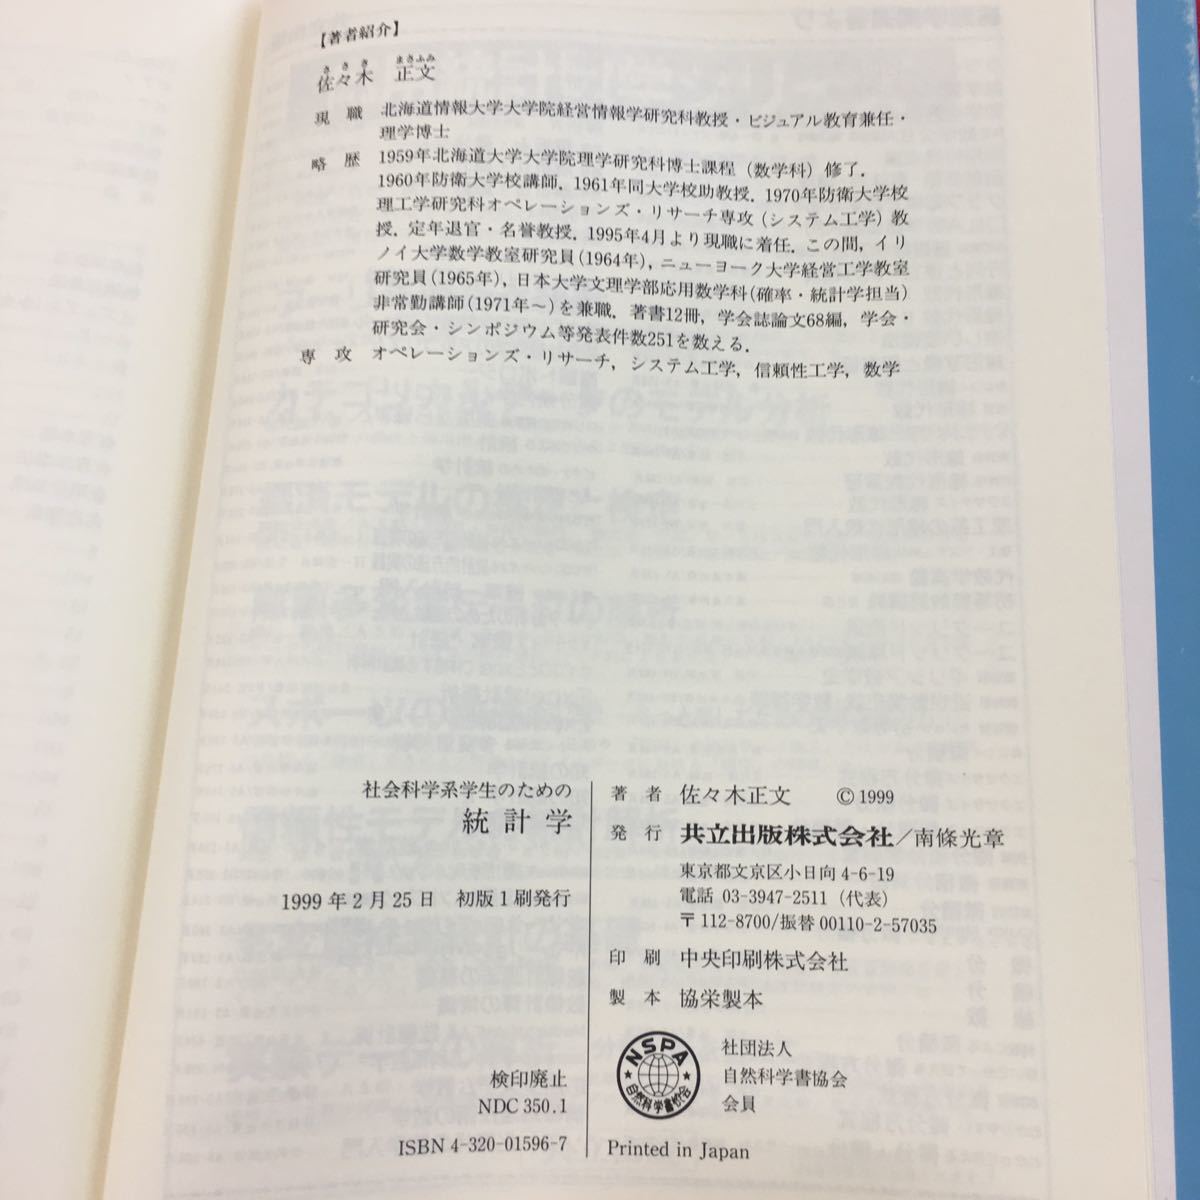 【著者紹介】
佐々木 正文
ささき まさふみ
現職 北海道情報大学大学院経営情報学研究科教授・ビジュアル教育兼任・
理学博士
略歴 1959年北海道大学大学院理学研究科博士課程（数学科）修了．
1960年防衛大学校講師．1961年同大学校助教授．1970年防衛大学校
理工学研究科オペレーションズ・リサーチ専攻（システム工学）教
授．定年退官・名誉教授．1995年4月より現職に着任．この間，イリ
ノイ大学数学教室研究員（1964年），ニューヨーク大学経営工学教室
研究員（1965年），日本大学文理学部応用数学科（確率・統計学担当）
非常勤講師（1971年〜）を兼職．著書12冊，学会誌論文68編，学会・
研究会・シンポジウム等発表件数251を数える．
専攻 オペレーションズ・リサーチ，システム工学，信頼性工学，数学
社会科学系学生のための
統計学
1999年2月25日 初版1刷発行
検印廃止
NDC 350.1
ISBN 4-320-01596-7
著者 佐々木正文 © 1999
発行 共立出版株式会社/南條光章
東京都文京区小日向 4-6-19
電話 03-3947-2511（代表）
〒112-8700/振替 00110-2-57035
印刷 中央印刷株式会社
製本 協栄製本
NSPA
自然科学書協会
社団法人
自然科学書協会
会員
Printed in Japan